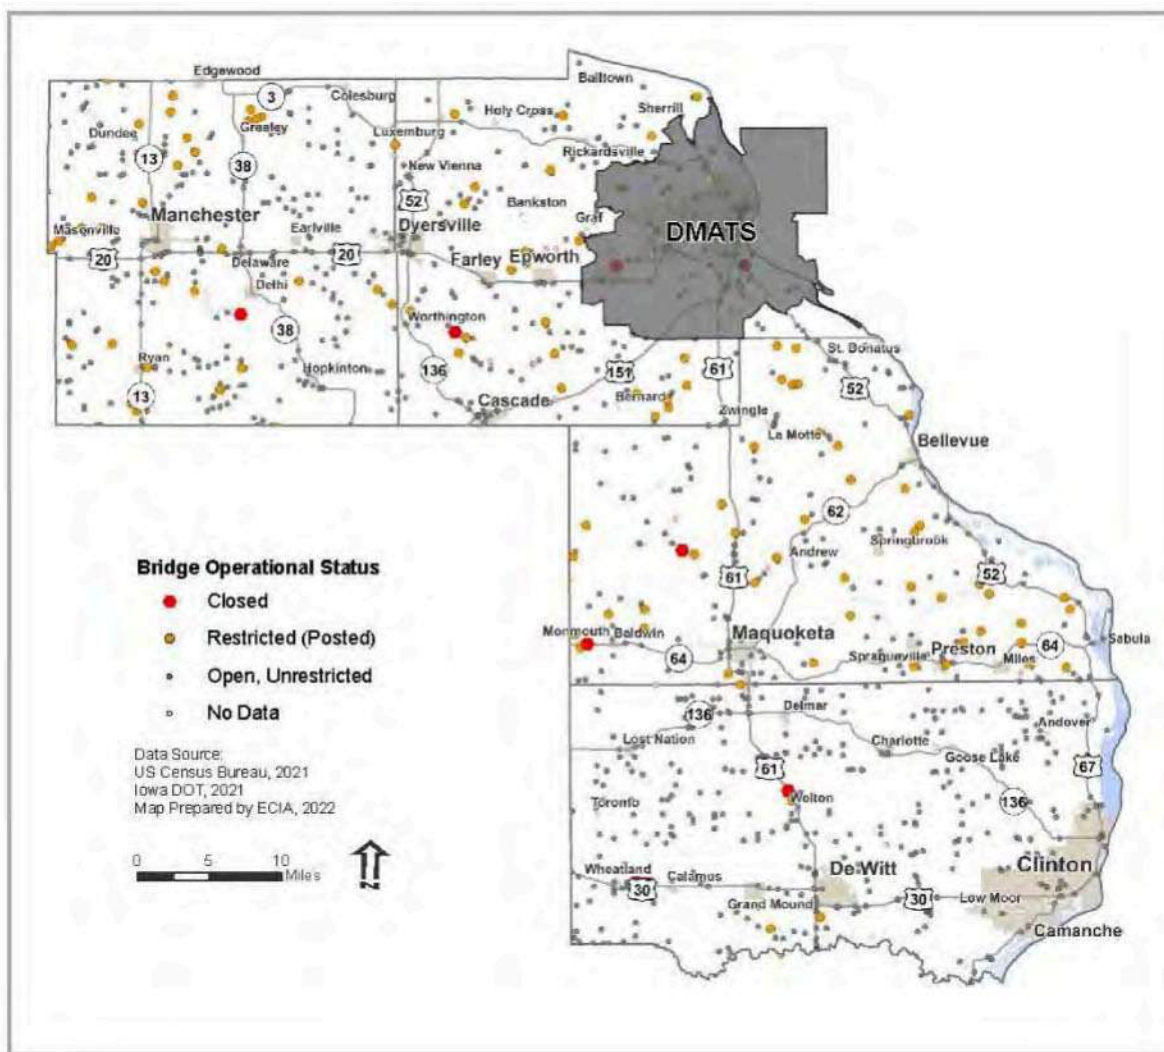 Balltown
Edgewood
Sherrill
3
Colesburg
Holy Cross
Dundee
Greeley
Luxemburg
Rickardsville
13
38
New Vienna
52
Bankston
Graf
Manchester
Masonville
Earlville
Dyersville
DMATS
20
Delaware
20
Farley
Epworth
Delhi
Worthington
38
St. Donatus
Ryan
Hopkinton
136
151
61
52
13
Cascade
Bernard
Zwingle
La Motte
Bellevue
62
Andrew
Springbrook
61
52
Bridge Operational Status
Closed
Restricted (Posted)
Open, Unrestricted
No Data
Monmouth
Baldwin
Maquoketa
64
Spragueville
Preston
Miles
64
Sabula
136
Delmar
Andover
Lost Nation
Charlotte
Goose Lake
61
67
Data Source:
US Census Bureau, 2021
Iowa DOT, 2021
Map Prepared by ECIA, 2022
Toronto
Welton
136
0 5 10
Miles
N
Wheatland
30
Calamus
De Witt
Clinton
Grand Mound
30
Low Moor
Camanche